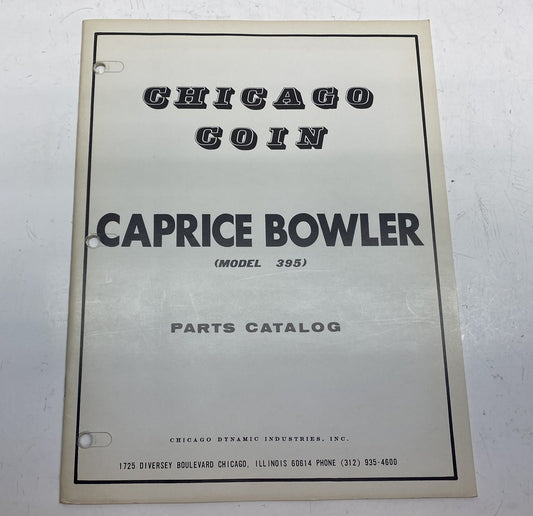 CHICAGO
COIN
CAPRICE BOWLER
(MODEL 395)
PARTS CATALOG
CHICAGO DYNAMIC INDUSTRIES, INC.
1725 DIVERSEY BOULEVARD CHICAGO, ILLINOIS 60614 PHONE (312) 935-4600